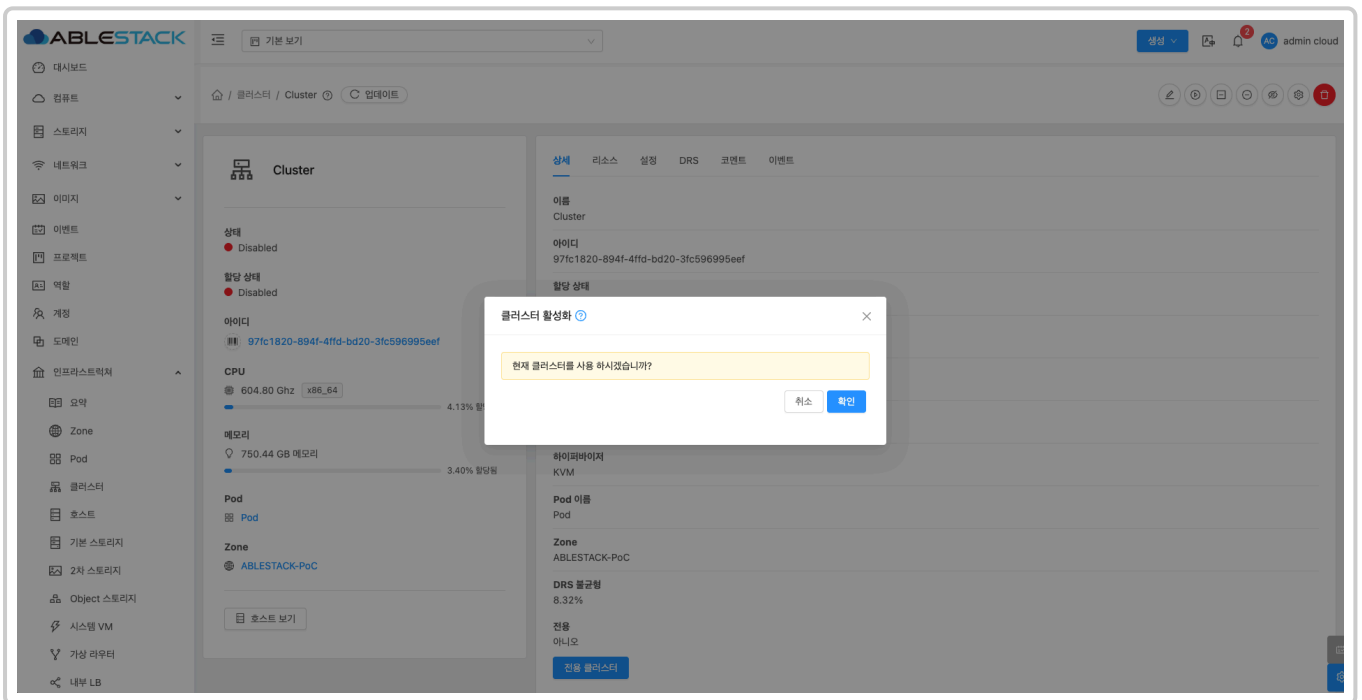 ABLESTACK
기본 보기
생성
2
AC
admin cloud
대시보드
컴퓨트
스토리지
네트워크
이미지
이벤트
프로젝트
역할
계정
도메인
인프라스트럭쳐
요약
Zone
Pod
클러스터
호스트
기본 스토리지
2차 스토리지
Object 스토리지
시스템 VM
가상 라우터
내부 LB
/ 클러스터 / Cluster
업데이트
Cluster
상태
Disabled
할당 상태
Disabled
아이디
97fc1820-894f-4ffd-bd20-3fc596995eef
CPU
604.80 Ghz x86_64
4.13%
메모리
750.44 GB 메모리
3.40% 할당됨
Pod
Pod
Zone
ABLESTACK-PoC
호스트 보기
상세 리소스 설정 DRS 코멘트 이벤트
이름
Cluster
아이디
97fc1820-894f-4ffd-bd20-3fc596995eef
할당 상태
클러스터 활성화
현재 클러스터를 사용 하시겠습니까?
취소 확인
하이퍼바이저
KVM
Pod 이름
Pod
Zone
ABLESTACK-PoC
DRS 불균형
8.32%
전용
아니오
전용 클러스터